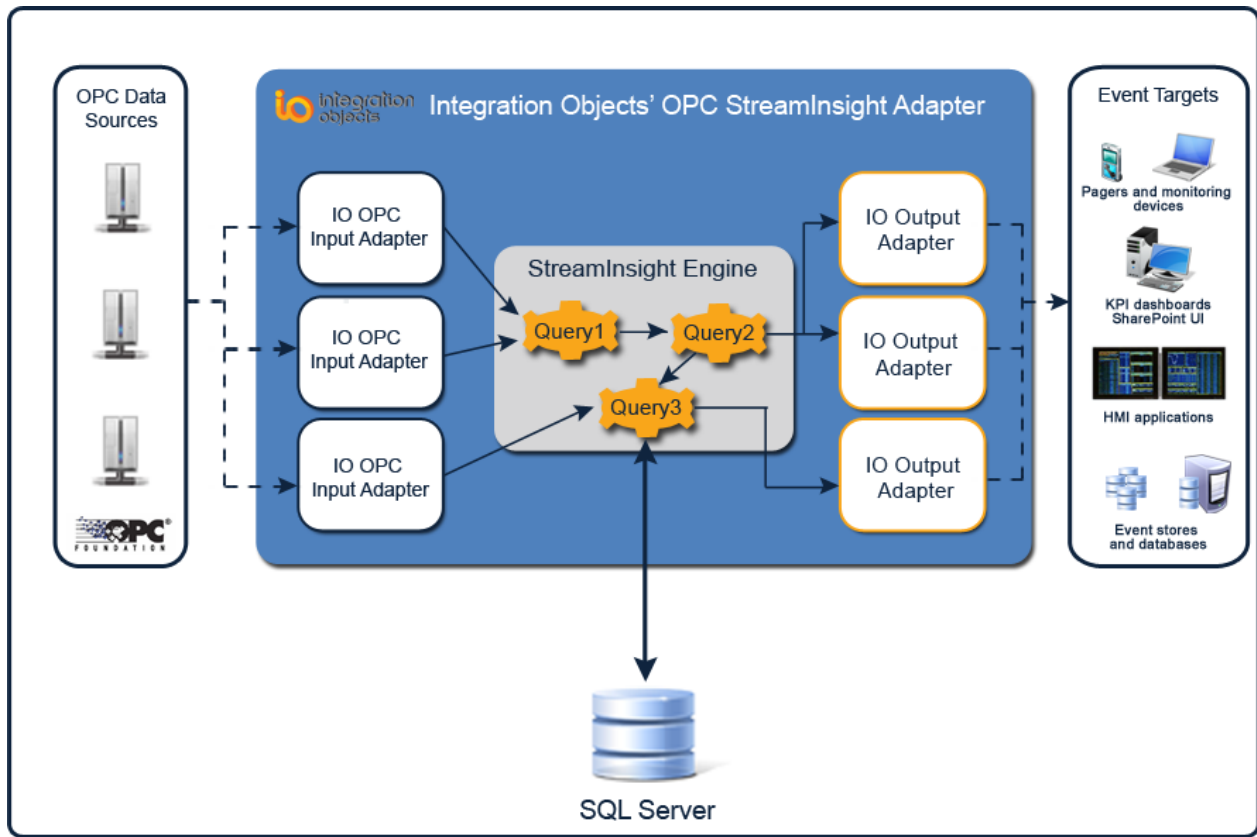 OPC Data
Sources
OPC®
FOUNDATION
io integration
objects
Integration Objects’ OPC StreamInsight Adapter
IO OPC
Input Adapter
IO OPC
Input Adapter
IO OPC
Input Adapter
StreamInsight Engine
Query1
Query2
Query3
IO Output
Adapter
IO Output
Adapter
IO Output
Adapter
Event Targets
Pagers and monitoring
devices
KPI dashboards
SharePoint UI
HMI applications
Event stores
and databases
SQL Server